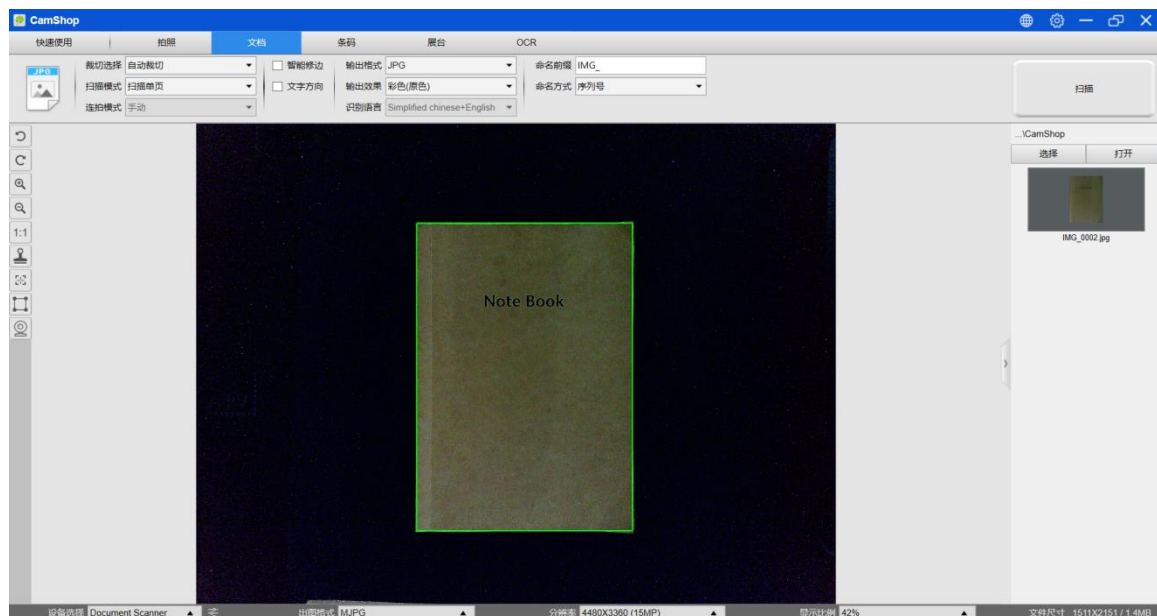 CamShop
快速使用 拍照 文档 条码 展台 OCR
JPG
裁切选择 自动裁切 智能修边 输出格式 JPG 命名前缀 IMG_
扫描模式 扫描单页 文字方向 输出效果 彩色(原色) 命名方式 序列号
连拍模式 手动 识别语言 Simplified chinese+English
扫描
...\CamShop
选择 打开
1:1
IMG_0002.jpg
Note Book
设备选择 Document Scanner 出图格式 MJPG 分辨率 4480X3360 (15MP) 显示比例 42% 文件尺寸 1511X2151 / 1.4MB